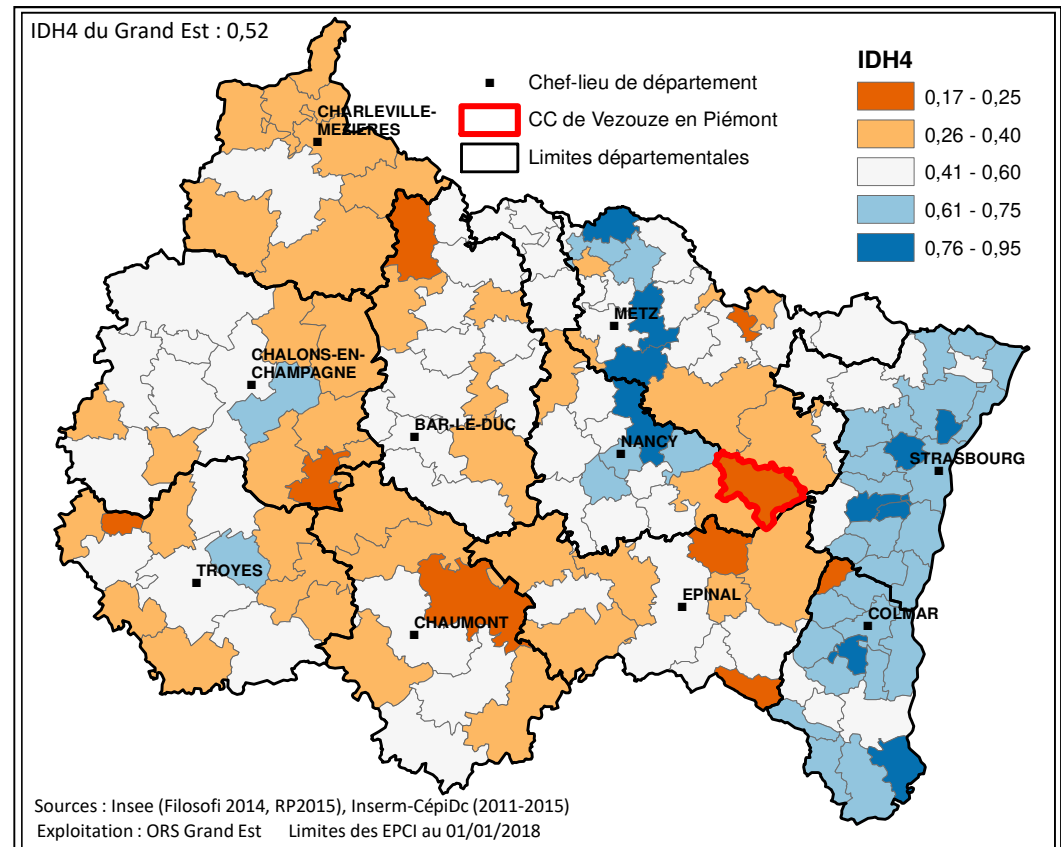 IDH4 du Grand Est : 0,52
IDH4
Chef-lieu de département
CC de Vezouze en Piémont
Limites départementales
0,17 - 0,25
0,26 - 0,40
0,41 - 0,60
0,61 - 0,75
0,76 - 0,95
CHARLEVILLE-
MEZIERES
METZ
CHALONS-EN-
CHAMPAGNE
BAR-LE-DUC
NANCY
STRASBOURG
TROYES
EPINAL
COLMAR
CHAUMONT
Sources : Insee (Filosofi 2014, RP2015), Inserm-CépiDc (2011-2015)
Exploitation : ORS Grand Est Limites des EPCI au 01/01/2018